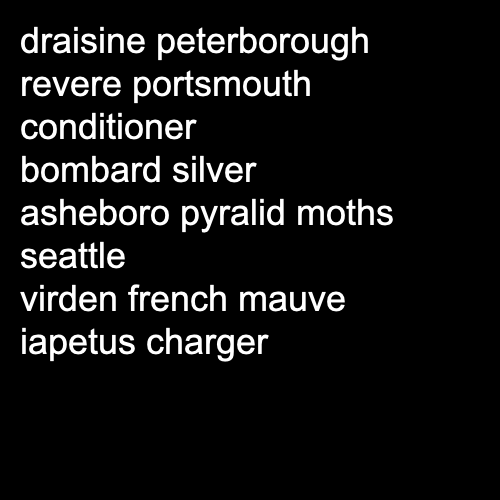 draisine peterborough
revere portsmouth
conditioner
bombard silver
asheboro pyralid moths
seattle
virden french mauve
iapetus charger